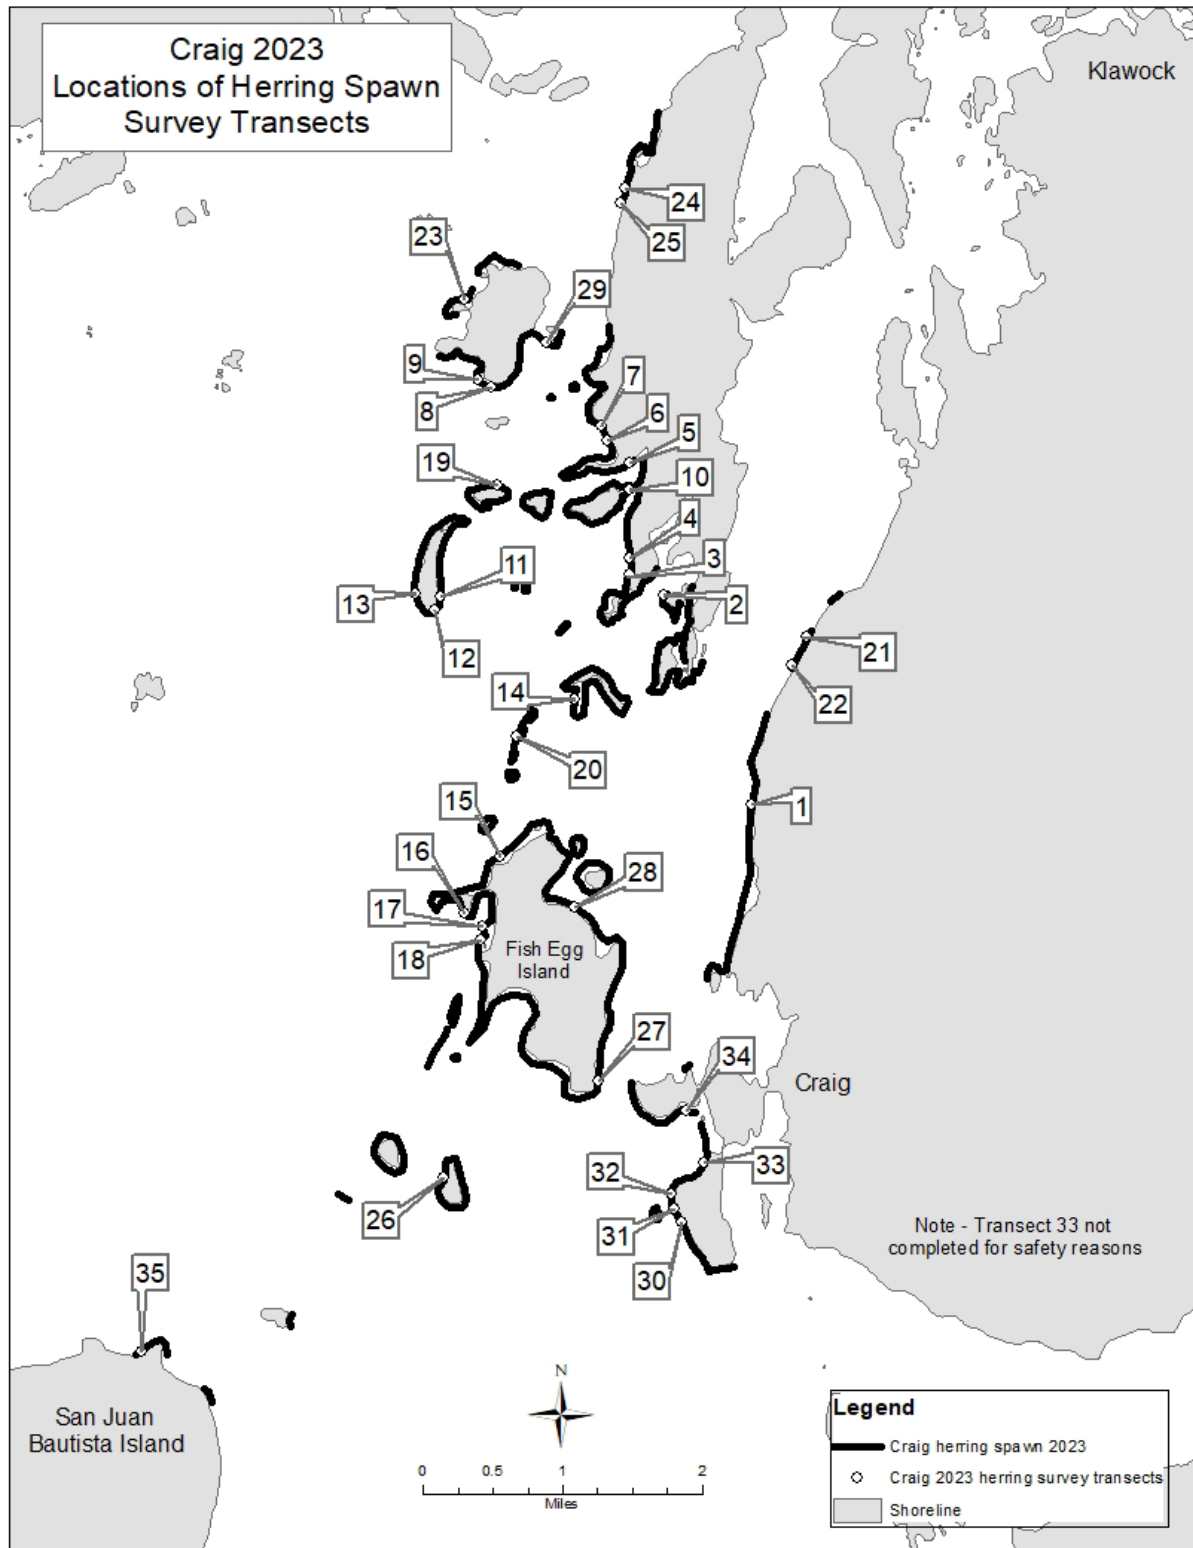 Craig 2023
Locations of Herring Spawn
Survey Transects
Klawock
24
25
23
29
9
8
7
6
5
19
10
4
3
11
13
2
12
21
22
14
20
15
1
16
28
17
18
Fish Egg
Island
27
34
Craig
33
32
26
31
30
Note - Transect 33 not
completed for safety reasons
35
San Juan
Bautista Island
N
0 0.5 1 2
Miles
Legend
Craig herring spawn 2023
Craig 2023 herring survey transects
Shoreline